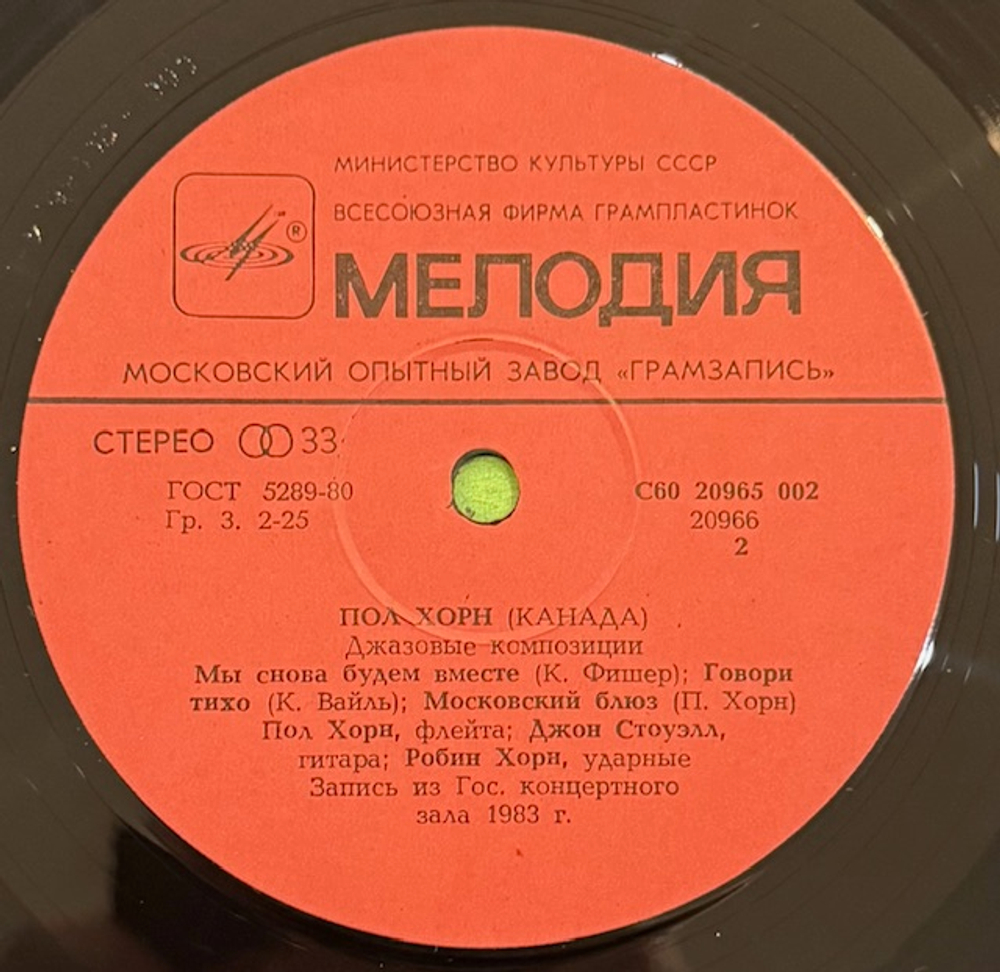 МИНИСТЕРСТВО КУЛЬТУРЫ СССР
ВСЕСОЮЗНАЯ ФИРМА ГРАМПЛАСТИНОК
®
МЕЛОДИЯ
МОСКОВСКИЙ ОПЫТНЫЙ ЗАВОД «ГРАМЗАПИСЬ»
СТЕРЕО 33
ГОСТ 5289-80
Гр. 3. 2-25
С60 20965 002
20966
2
ПОЛ ХОРН (КАНАДА)
Джазовые композиции
Мы снова будем вместе (К. Фишер); Говори
тихо (К. Вайль); Московский блюз (П. Хорн)
Пол Хорн, флейта; Джон Стоуэлл,
гитара; Робин Хорн, ударные
Запись из Гос. концертного
зала 1983 г.